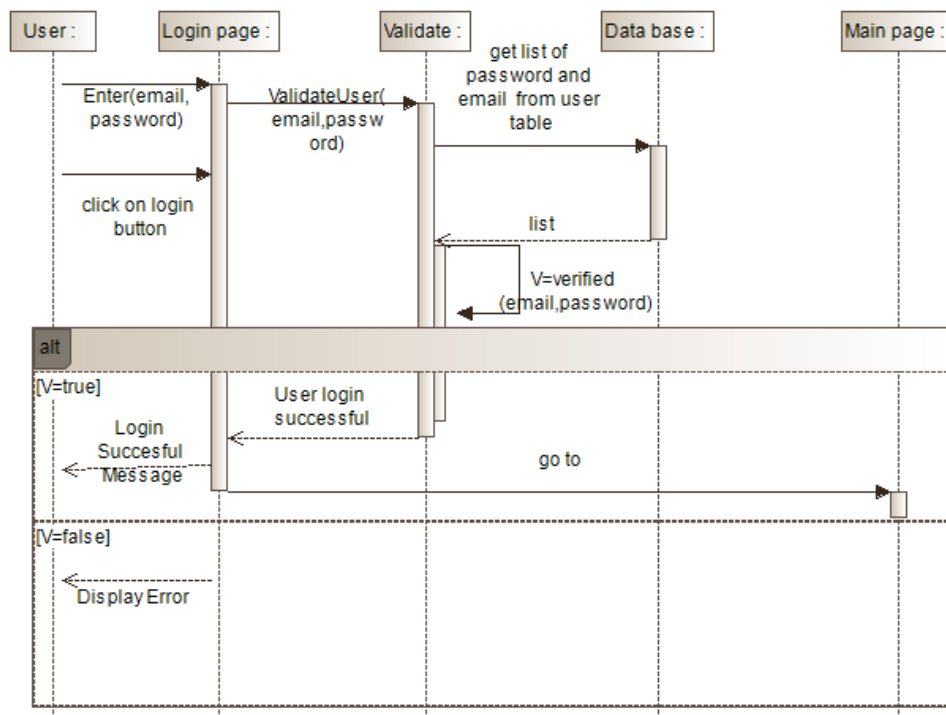 User :
Login page :
Validate :
Data base :
Main page :
get list of
password and
email from user
table
Enter(email,
password)
ValidateUser(
email,passw
ord)
click on login
button
list
V=verified
(email,password)
alt
[V=true]
User login
successful
Login
Succesful
Message
go to
[V=false]
Display Error